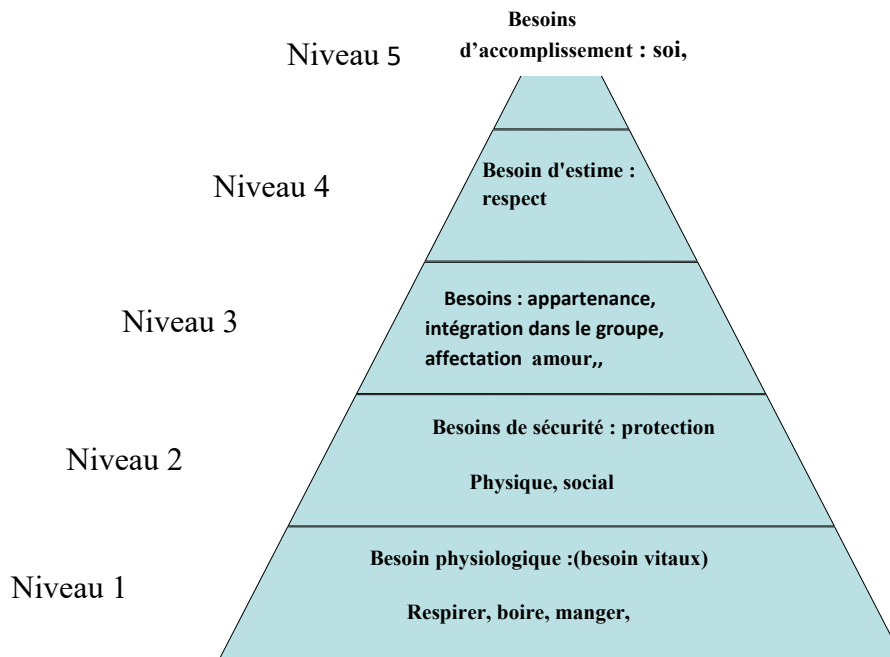 Besoins
d’accomplissement : soi,
Niveau 5
Besoin d'estime :
respect
Niveau 4
Besoins : appartenance,
intégration dans le groupe,
affectation amour,,
Niveau 3
Besoins de sécurité : protection
Physique, social
Niveau 2
Besoin physiologique :(besoin vitaux)
Respirer, boire, manger,
Niveau 1